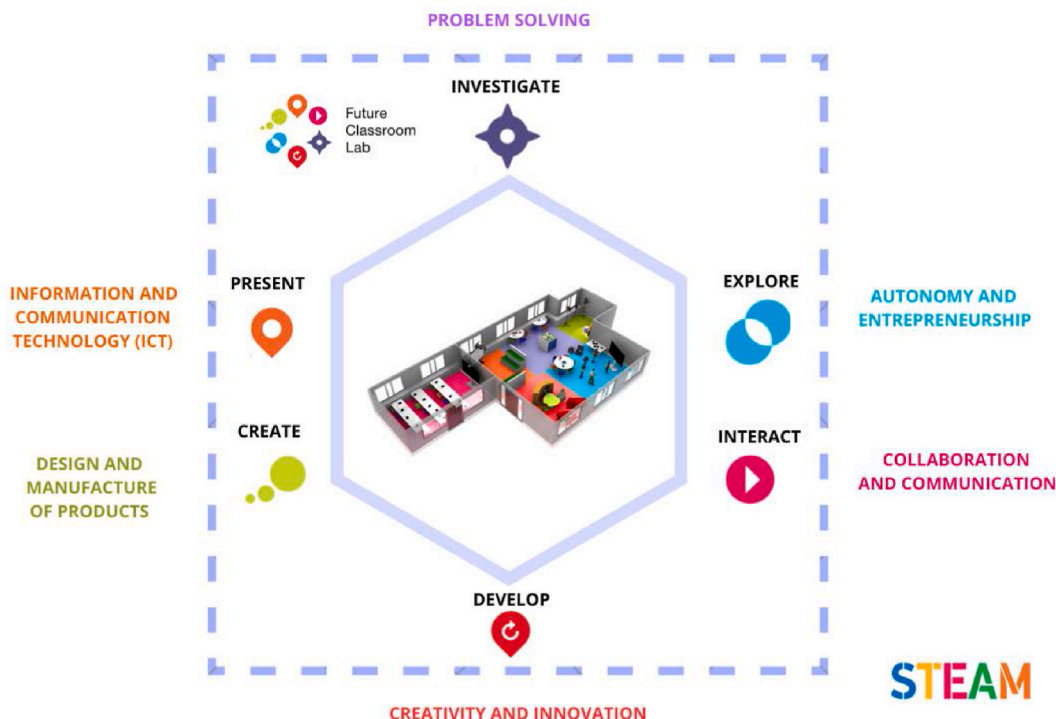 PROBLEM SOLVING
INVESTIGATE
Future
Classroom
Lab
PRESENT
EXPLORE
INFORMATION AND
COMMUNICATION
TECHNOLOGY (ICT)
AUTONOMY AND
ENTREPRENEURSHIP
CREATE
INTERACT
DESIGN AND
MANUFACTURE
OF PRODUCTS
COLLABORATION
AND COMMUNICATION
DEVELOP
STEAM
CREATIVITY AND INNOVATION